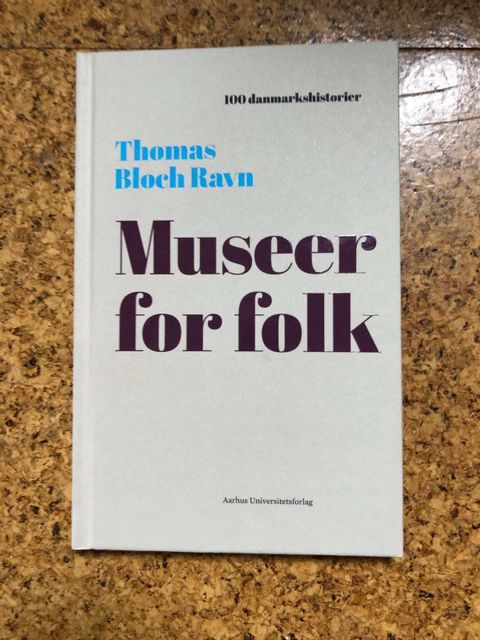 100 danmarkshistorier
Thomas
Bloch Ravn
Museer
for folk
Aarhus Universitetsforlag